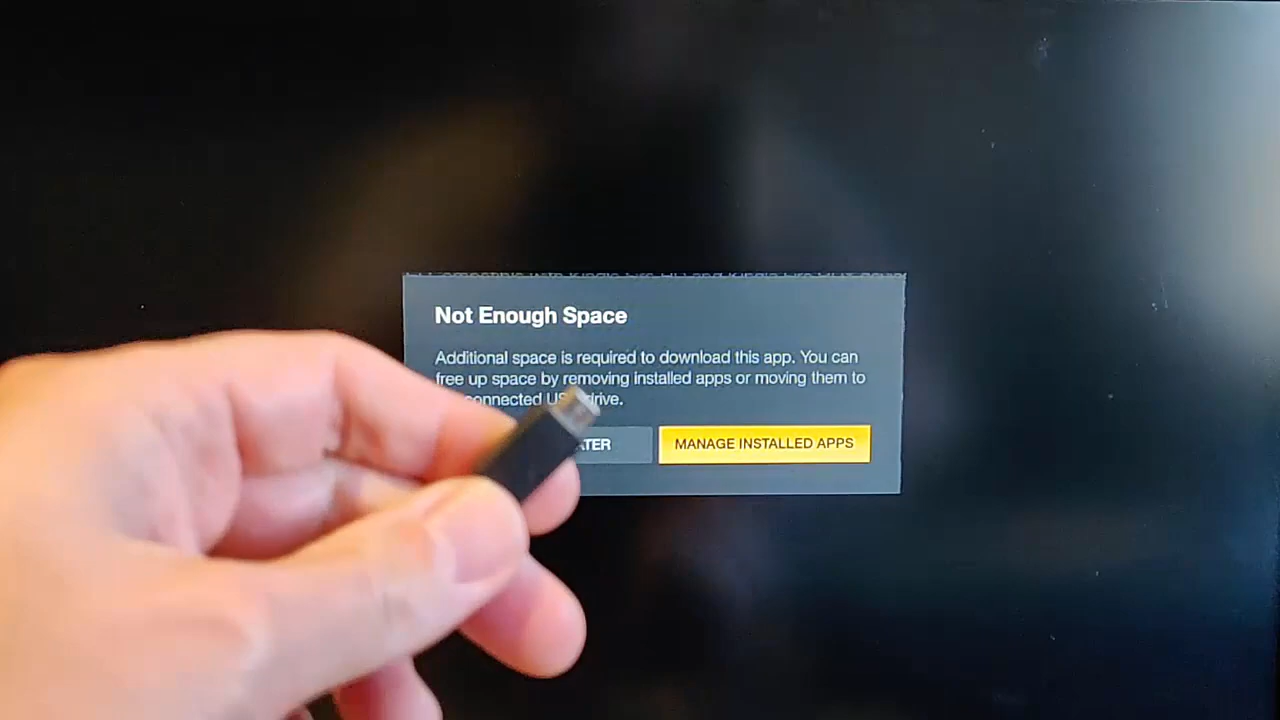 Not Enough Space
Additional space is required to download this app. You can
free up space by removing installed apps or moving them to
drive.
MANAGE INSTALLED APPS